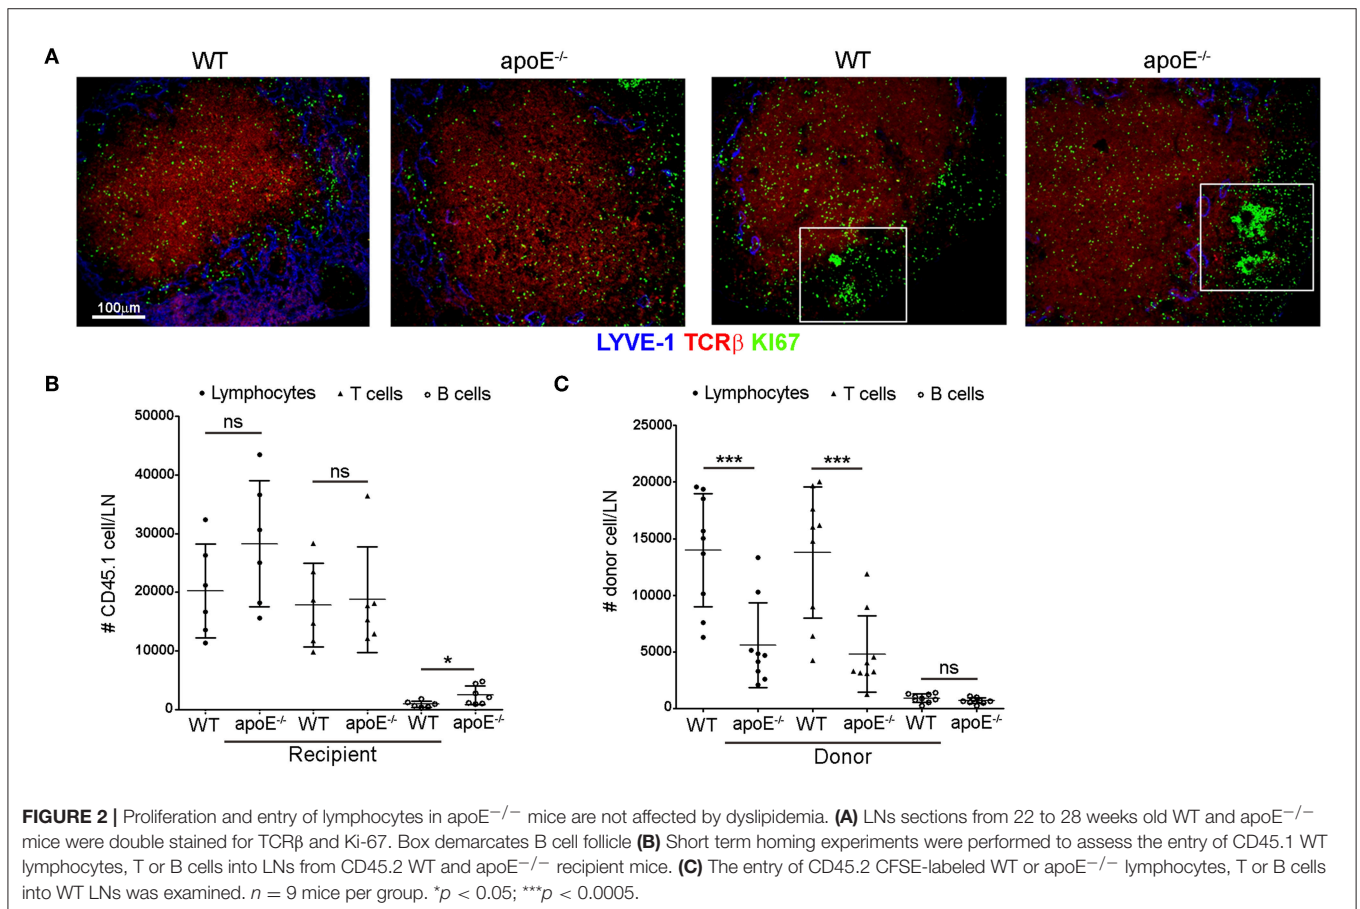 A
WT
apoE-/-
WT
apoE-/-
100μm
LYVE-1 TCRβ KI67
B
• Lymphocytes ▲ T cells o B cells
50000
40000
30000
20000
10000
0
# CD45.1 cell/LN
ns
ns
*
WT apoE-/- WT apoE-/- WT apoE-/-
Recipient
C
• Lymphocytes ▲ T cells o B cells
25000
20000
15000
10000
5000
0
# donor cell/LN
***
***
ns
WT apoE-/- WT apoE-/- WT apoE-/-
Donor
FIGURE 2 | Proliferation and entry of lymphocytes in apoE−/− mice are not affected by dyslipidemia. (A) LNs sections from 22 to 28 weeks old WT and apoE−/−
mice were double stained for TCRβ and Ki-67. Box demarcates B cell follicle (B) Short term homing experiments were performed to assess the entry of CD45.1 WT
lymphocytes, T or B cells into LNs from CD45.2 WT and apoE−/− recipient mice. (C) The entry of CD45.2 CFSE-labeled WT or apoE−/− lymphocytes, T or B cells
into WT LNs was examined. n = 9 mice per group. *p < 0.05; ***p < 0.0005.